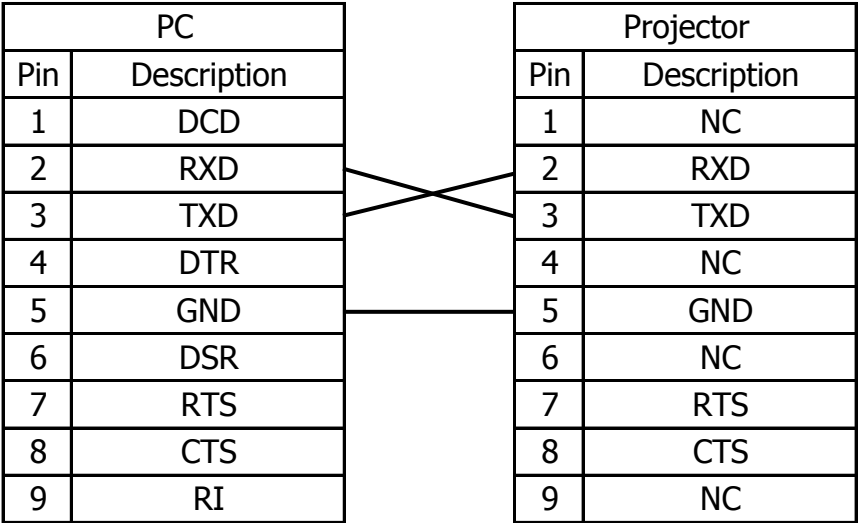 PC Projector
Pin Description Pin Description
1 DCD 1 NC
2 RXD 2 RXD
3 TXD 3 TXD
4 DTR 4 NC
5 GND 5 GND
6 DSR 6 NC
7 RTS 7 RTS
8 CTS 8 CTS
9 RI 9 NC